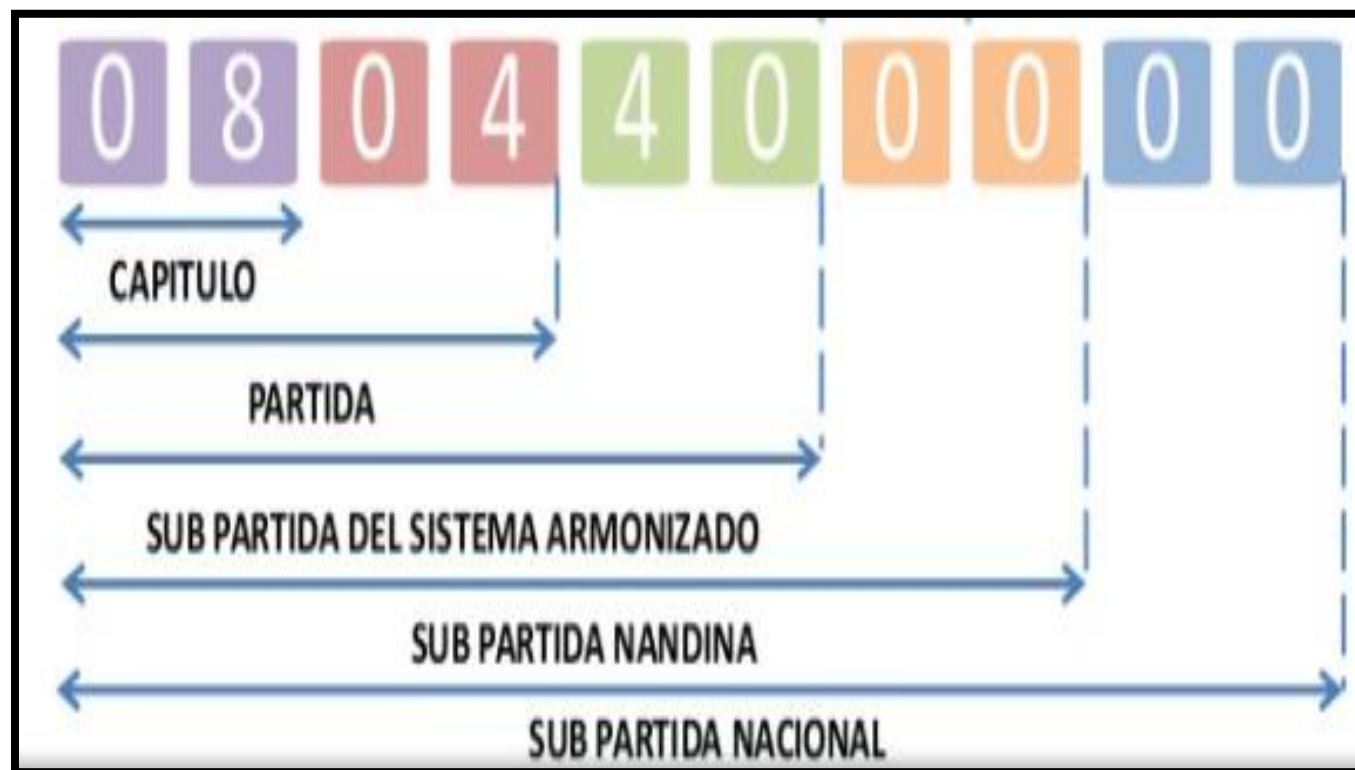 0 8 0 4 4 0 0 0 0 0
CAPITULO
PARTIDA
SUB PARTIDA DEL SISTEMA ARMONIZADO
SUB PARTIDA NANDINA
SUB PARTIDA NACIONAL